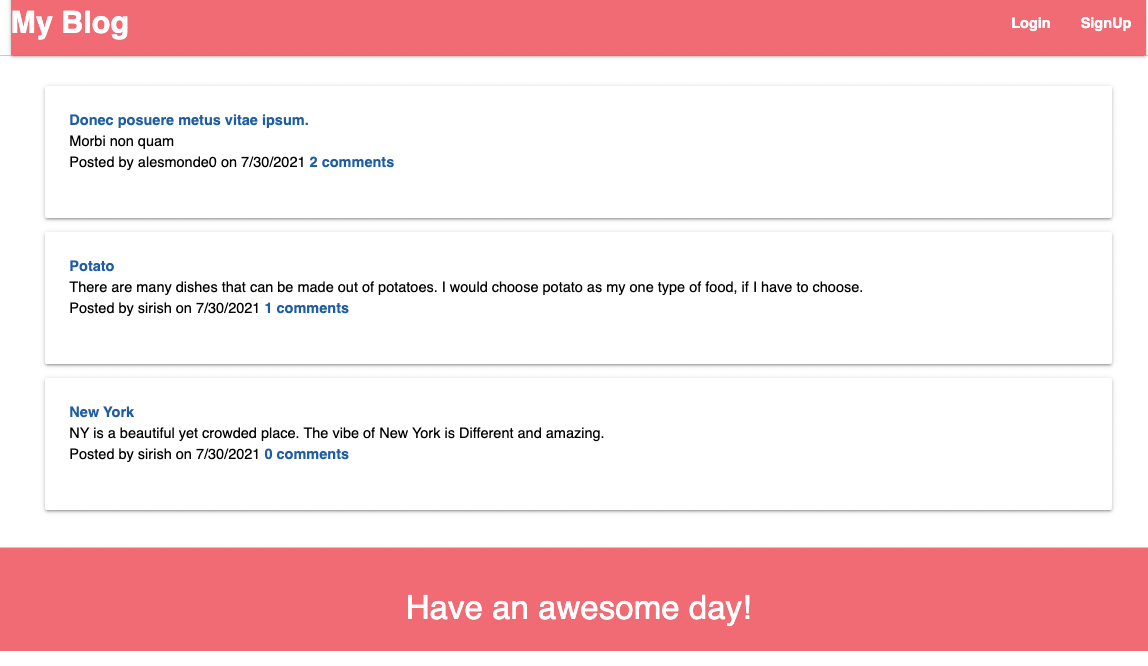 My Blog
Login SignUp
Donec posuere metus vitae ipsum.
Morbi non quam
Posted by alesmonde0 on 7/30/2021 2 comments
Potato
There are many dishes that can be made out of potatoes. I would choose potato as my one type of food, if I have to choose.
Posted by sirish on 7/30/2021 1 comments
New York
NY is a beautiful yet crowded place. The vibe of New York is Different and amazing.
Posted by sirish on 7/30/2021 0 comments
Have an awesome day!